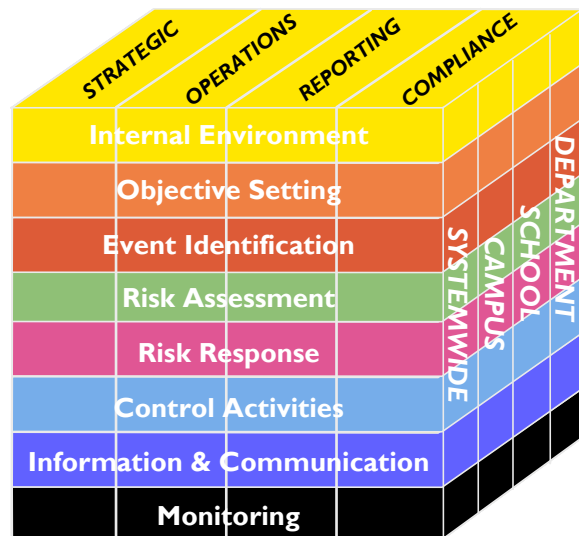 STRATEGIC
OPERATIONS
REPORTING
COMPLIANCE
Internal Environment
Objective Setting
Event Identification
Risk Assessment
Risk Response
Control Activities
Information & Communication
Monitoring
SYSTEMWIDE
CAMPUS
SCHOOL
DEPARTMENT